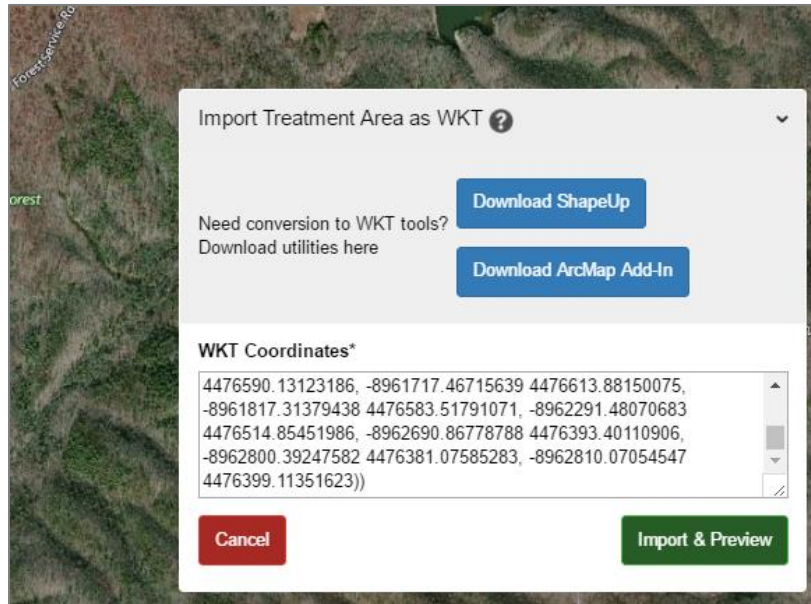 Forest Service Ro
orest
Import Treatment Area as WKT ?
Need conversion to WKT tools?
Download utilities here
Download ShapeUp
Download ArcMap Add-In
WKT Coordinates*
4476590.13123186, -8961717.46715639 4476613.88150075,
-8961817.31379438 4476583.51791071, -8962291.48070683
4476514.85451986, -8962690.86778788 4476393.40110906,
-8962800.39247582 4476381.07585283, -8962810.07054547
4476399.11351623))
Cancel
Import & Preview